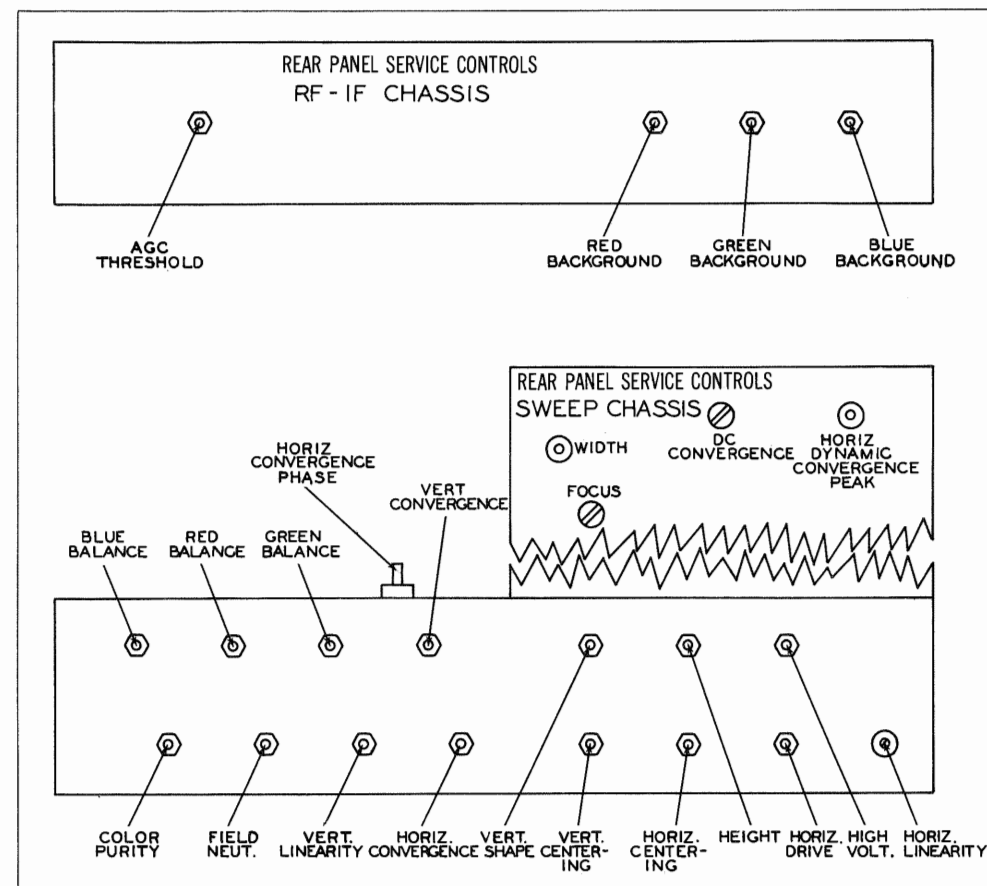 REAR PANEL SERVICE CONTROLS
RF-IF CHASSIS
AGC
THRESHOLD
RED
BACKGROUND
GREEN
BACKGROUND
BLUE
BACKGROUND
REAR PANEL SERVICE CONTROLS
SWEEP CHASSIS
WIDTH
DC
CONVERGENCE
HORIZ
DYNAMIC
CONVERGENCE
PEAK
FOCUS
HORIZ
CONVERGENCE
PHASE
VERT
CONVERGENCE
BLUE
BALANCE
RED
BALANCE
GREEN
BALANCE
COLOR
PURITY
FIELD
NEUT.
VERT.
LINEARITY
HORIZ.
CONVERGENCE
VERT.
SHAPE
VERT.
CENTER-
ING
HORIZ.
CENTER-
ING
HEIGHT
HORIZ.
DRIVE
HIGH
VOLT.
HORIZ.
LINEARITY